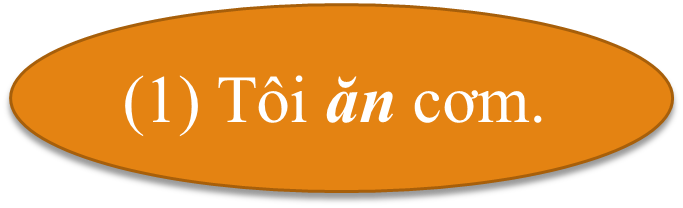 (1) Tôi ăn cơm.